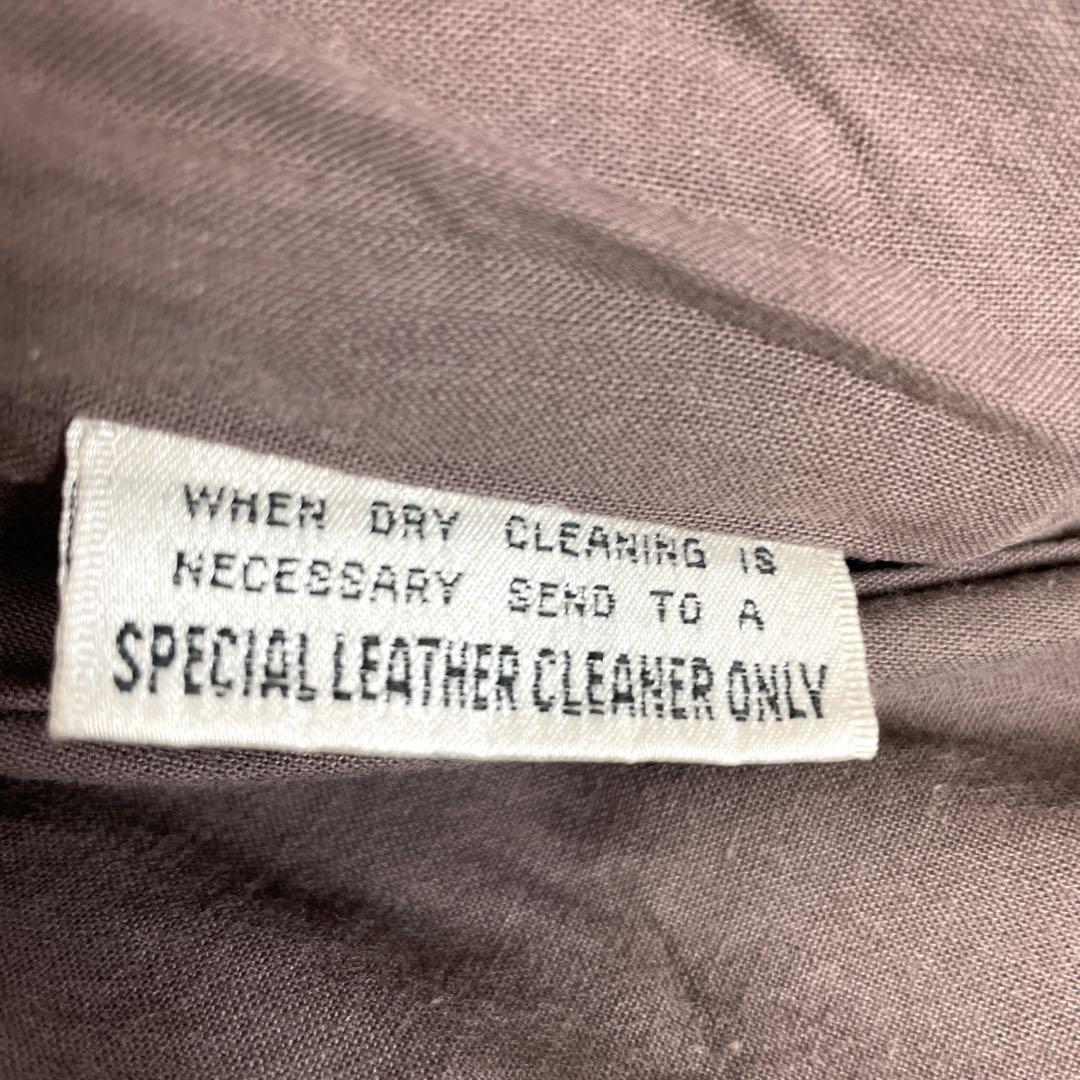 WHEN DRY CLEANING IS
NECESSARY SEND TO A
SPECIAL LEATHER CLEANER ONLY